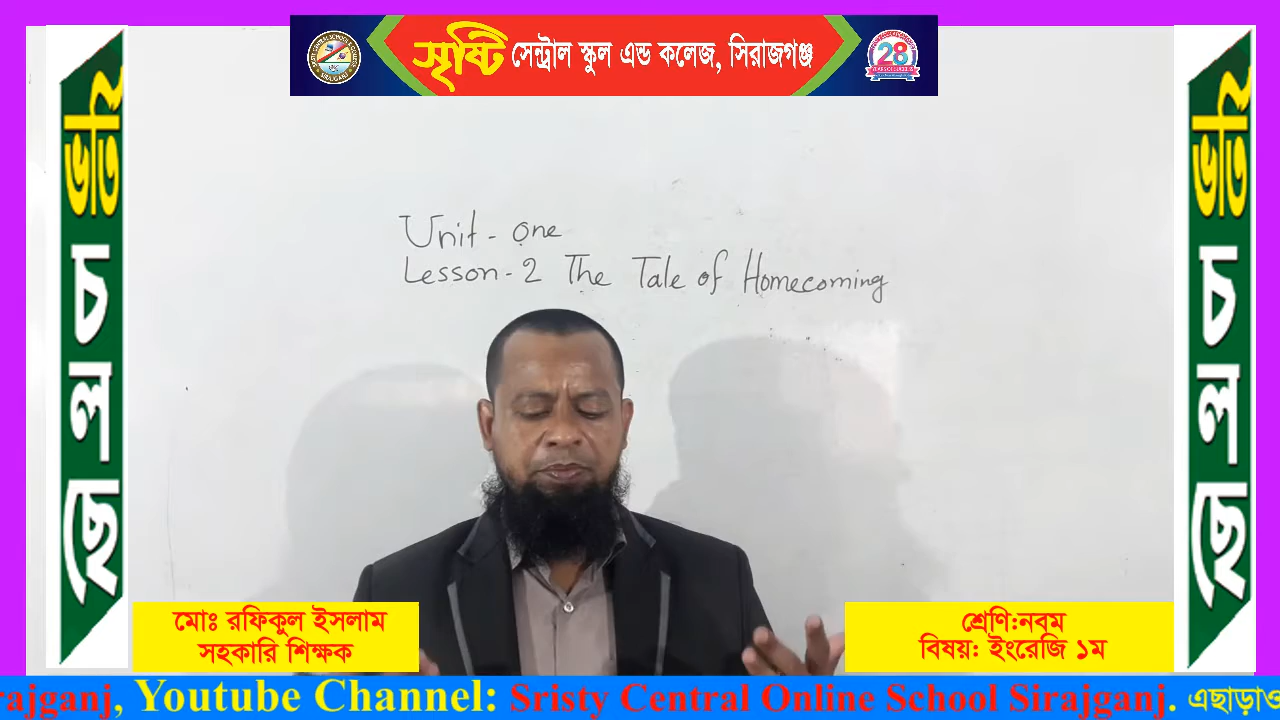 সৃষ্টি সেন্ট্রাল স্কুল এন্ড কলেজ, সিরাজগঞ্জ
28
ভর্তি চলছে
ভর্তি চলছে
Unit - one
Lesson - 2 The Tale of Homecoming
মোঃ রফিকুল ইসলাম
সহকারি শিক্ষক
শ্রেণি:নবম
বিষয়: ইংরেজি ১ম
rajganj, Youtube Channel: Sristy Central Online School Sirajganj. এছাড়াও